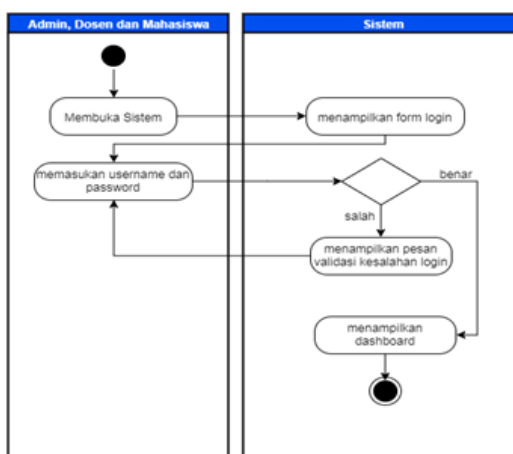 Admin, Dosen dan Mahasiswa
Sistem
Membuka Sistem
menampilkan form login
memasukan username dan
password
benar
salah
menampilkan pesan
validasi kesalahan login
menampilkan
dashboard